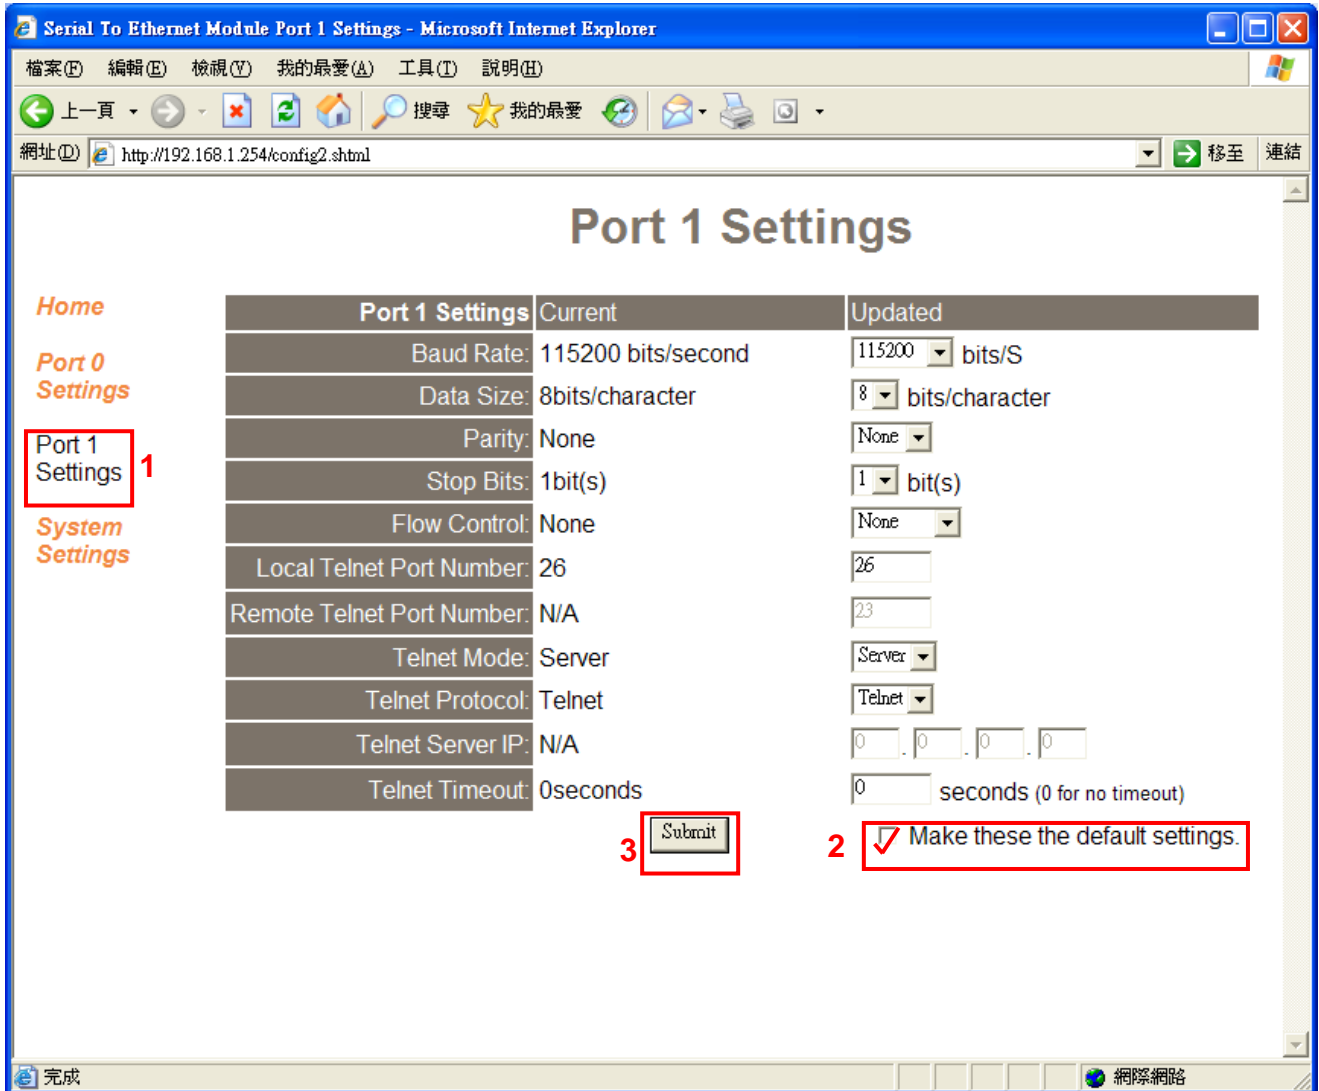 Serial To Ethernet Module Port 1 Settings - Microsoft Internet Explorer
檔案(F) 編輯(E) 檢視(V) 我的最愛(A) 工具(T) 說明(H)
上一頁 搜尋 我的最愛
網址(D) http://192.168.1.254/config2.shtml 移至 連結
Port 1 Settings
Home
Port 0
Settings
Port 1
Settings
1
System
Settings
Port 1 Settings Current Updated
Baud Rate: 115200 bits/second 115200 bits/S
Data Size: 8bits/character 8 bits/character
Parity: None None
Stop Bits: 1bit(s) 1 bit(s)
Flow Control: None None
Local Telnet Port Number: 26 26
Remote Telnet Port Number: N/A 23
Telnet Mode: Server Server
Telnet Protocol: Telnet Telnet
Telnet Server IP: N/A 0 . 0 . 0 . 0
Telnet Timeout: 0seconds 0 seconds (0 for no timeout)
3 Submit 2 Make these the default settings.
完成 網際網路